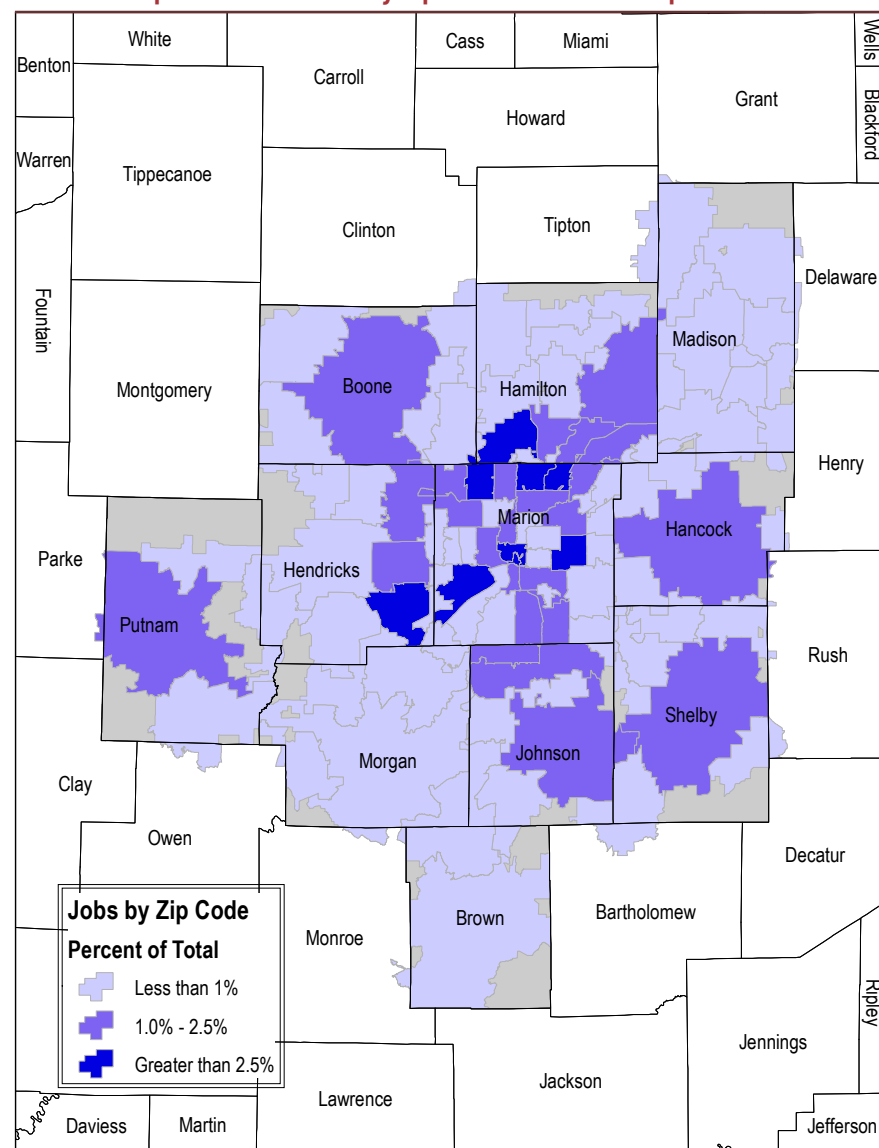 White
Cass
Miami
Wells
Benton
Carroll
Grant
Blackford
Howard
Warren
Tippecanoe
Clinton
Tipton
Delaware
Fountain
Madison
Montgomery
Boone
Hamilton
Henry
Marion
Hancock
Parke
Hendricks
Putnam
Rush
Shelby
Morgan
Johnson
Clay
Owen
Decatur
Jobs by Zip Code
Percent of Total
Less than 1%
1.0% - 2.5%
Greater than 2.5%
Brown
Bartholomew
Monroe
Ripley
Jennings
Jackson
Lawrence
Daviess
Martin
Jefferson